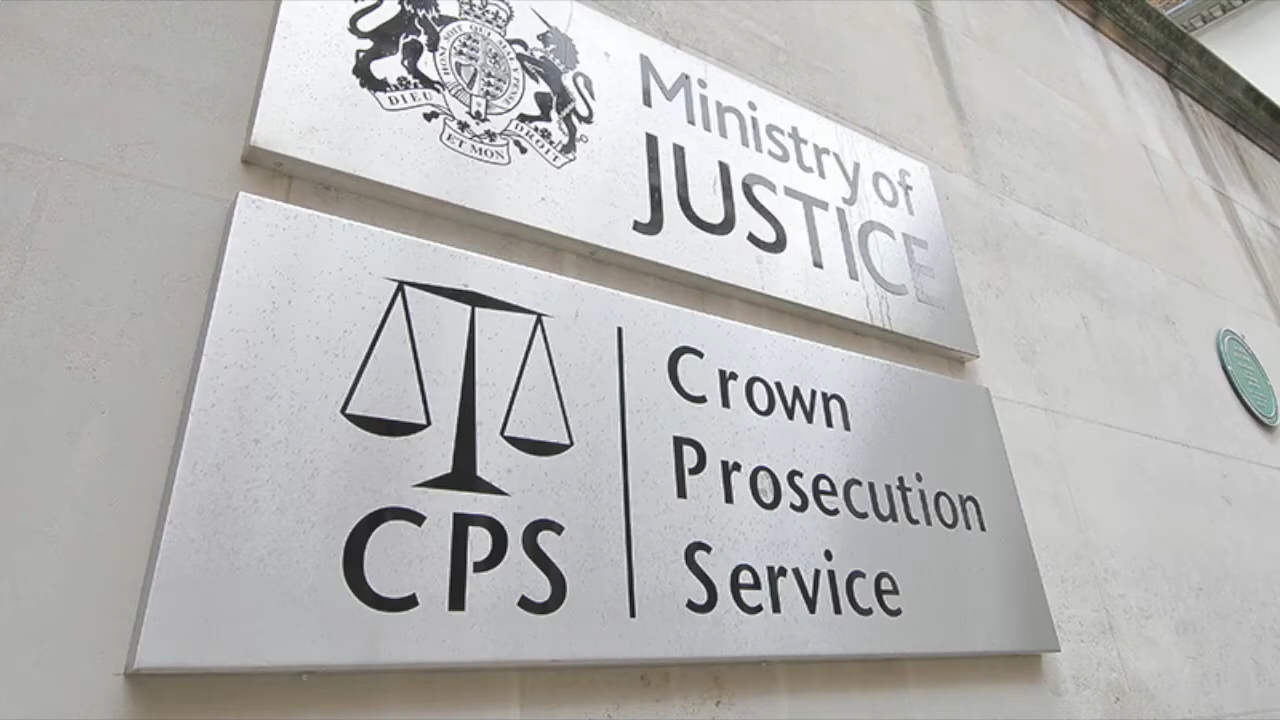 DIEU
ET MON
DROIT
Ministry of
JUSTICE
CPS
Crown
Prosecution
Service